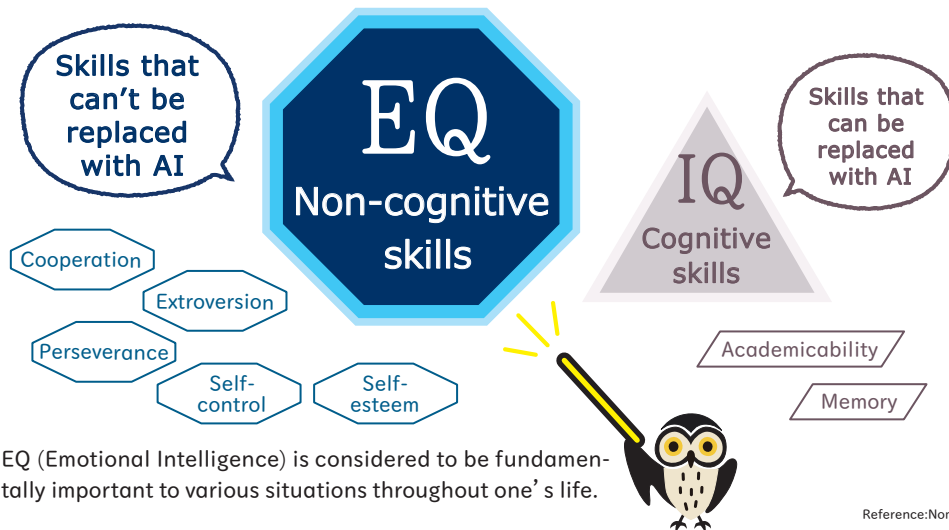 Skills that
can't be
replaced
with AI
EQ
Non-cognitive
skills
Skills that
can be
replaced
with AI
IQ
Cognitive
skills
Cooperation
Extroversion
Perseverance
Self-
control
Self-
esteem
Academicability
Memory
EQ (Emotional Intelligence) is considered to be fundamen-
tally important to various situations throughout one's life.
Reference:Nor